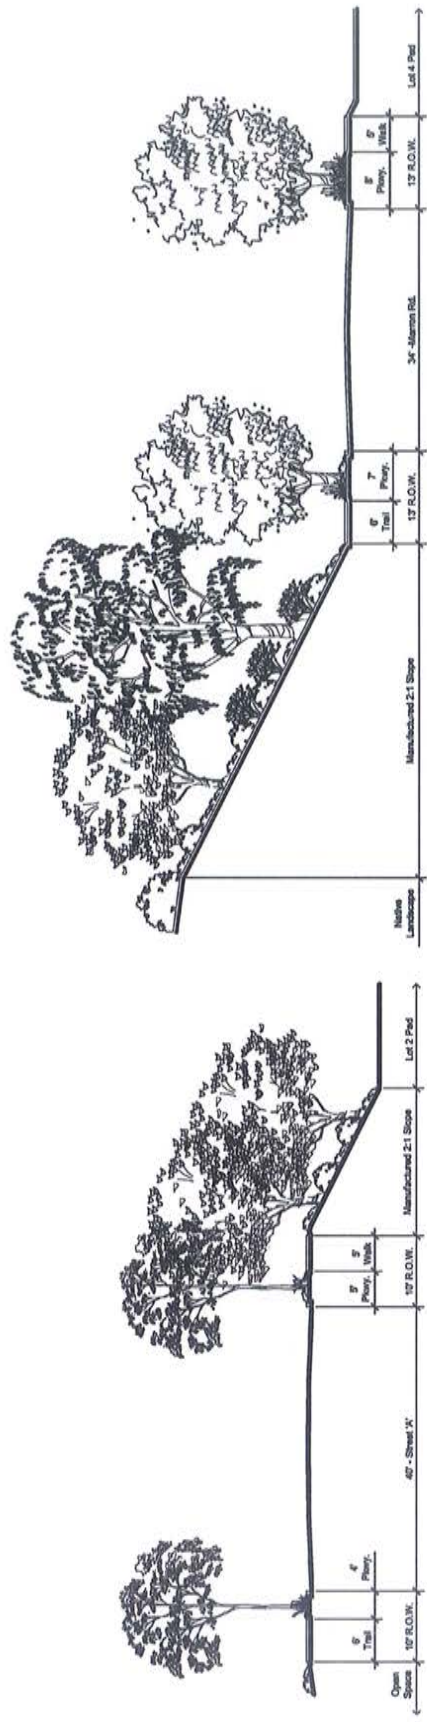 Open
Space
6'
Trail
4'
Pkwy.
10' R.O.W.
40' - Street 'A'
5'
Pkwy.
5'
Walk
10' R.O.W.
Manufactured 2:1 Slope
Lot 2 Pad
Native
Landscape
Manufactured 2:1 Slope
6'
Trail
7'
Pkwy.
13' R.O.W.
34' -Marron Rd.
8'
Pkwy.
5'
Walk
13' R.O.W.
Lot 4 Pad